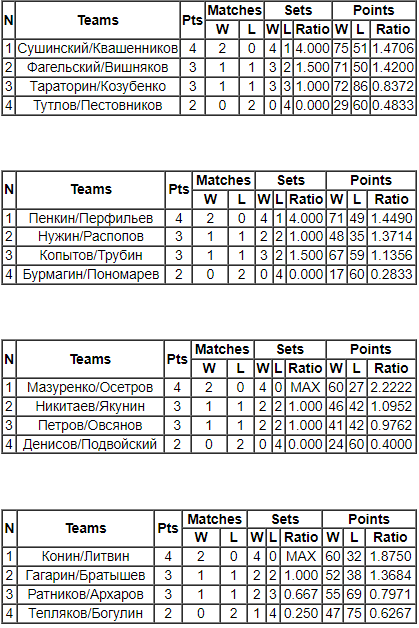 N Teams Pts Matches Sets Points
W L W L Ratio W L Ratio
1 Сушинский/Квашенников 4 2 0 4 1 4.000 75 51 1.4706
2 Фагельский/Вишняков 3 1 1 3 2 1.500 71 50 1.4200
3 Тараторин/Козубенко 3 1 1 3 3 1.000 72 86 0.8372
4 Тутлов/Пестовников 2 0 2 0 4 0.000 29 60 0.4833
N Teams Pts Matches Sets Points
W L W L Ratio W L Ratio
1 Пенкин/Перфильев 4 2 0 4 1 4.000 71 49 1.4490
2 Нужин/Распопов 3 1 1 2 2 1.000 48 35 1.3714
3 Копытов/Трубин 3 1 1 3 2 1.500 67 59 1.1356
4 Бурмагин/Пономарев 2 0 2 0 4 0.000 17 60 0.2833
N Teams Pts Matches Sets Points
W L W L Ratio W L Ratio
1 Мазуренко/Осетров 4 2 0 4 0 MAX 60 27 2.2222
2 Никитаев/Якунин 3 1 1 2 2 1.000 46 42 1.0952
3 Петров/Овсянов 3 1 1 2 2 1.000 41 42 0.9762
4 Денисов/Подвойский 2 0 2 0 4 0.000 24 60 0.4000
N Teams Pts Matches Sets Points
W L W L Ratio W L Ratio
1 Конин/Литвин 4 2 0 4 0 MAX 60 32 1.8750
2 Гагарин/Братышев 3 1 1 2 2 1.000 52 38 1.3684
3 Ратников/Архаров 3 1 1 2 3 0.667 55 69 0.7971
4 Тепляков/Богулин 2 0 2 1 4 0.250 47 75 0.6267